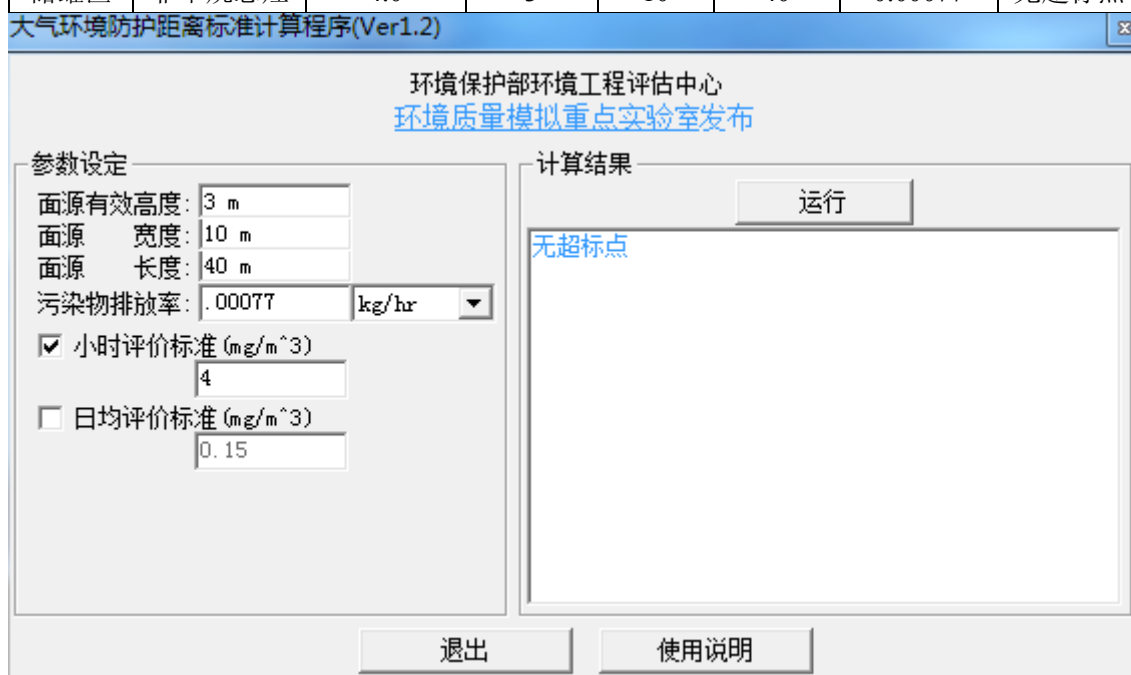 大气环境防护距离标准计算程序(Ver1.2)
环境保护部环境工程评估中心
环境质量模拟重点实验室发布
参数设定
面源有效高度: 3 m
面源 宽度: 10 m
面源 长度: 40 m
污染物排放率: .00077 kg/hr
小时评价标准(mg/m^3)
4
日均评价标准(mg/m^3)
0.15
计算结果
运行
无超标点
退出 使用说明